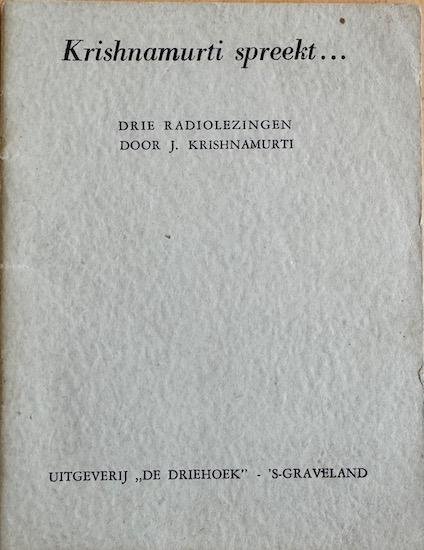 Krishnamurti spreekt...
DRIE RADIOLEZINGEN
DOOR J. KRISHNAMURTI
UITGEVERIJ „DE DRIEHOEK" - 'S-GRAVELAND